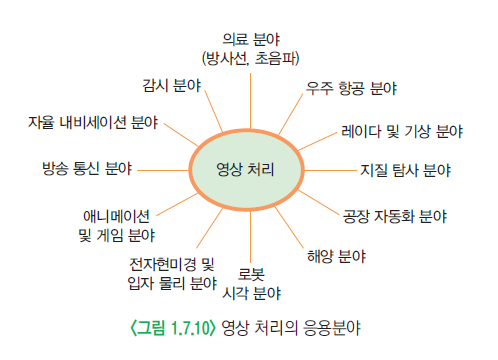 의료 분야
(방사선, 초음파)
감시 분야
우주 항공 분야
자율 내비세이션 분야
레이다 및 기상 분야
방송 통신 분야
영상 처리
지질 탐사 분야
애니메이션
및 게임 분야
공장 자동화 분야
전자현미경 및
입자 물리 분야
로봇
시각 분야
해양 분야
<그림 1.7.10> 영상 처리의 응용분야